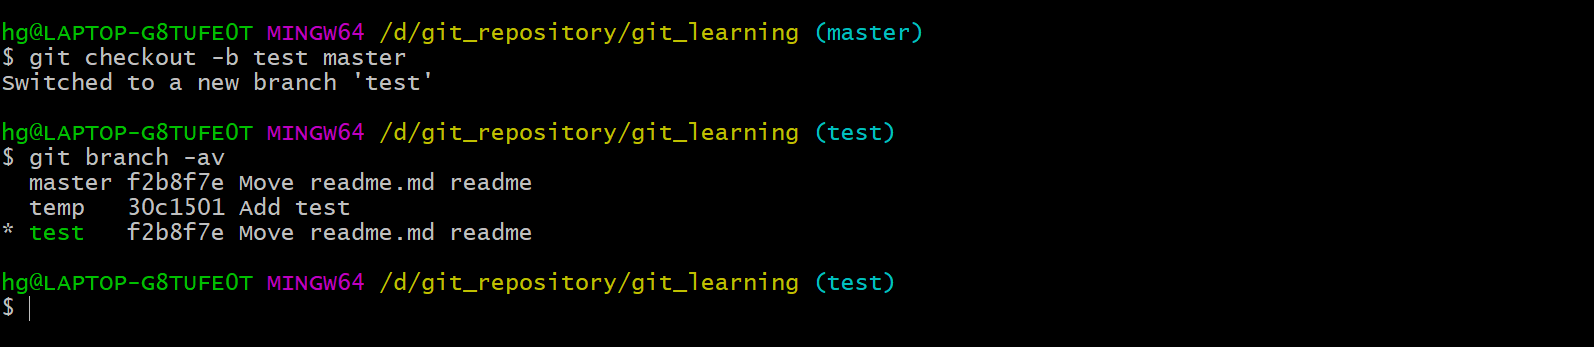 hg@LAPTOP-G8TUFE0T MINGW64 /d/git_repository/git_learning (master)
$ git checkout -b test master
Switched to a new branch 'test'
hg@LAPTOP-G8TUFE0T MINGW64 /d/git_repository/git_learning (test)
$ git branch -av
  master f2b8f7e Move readme.md readme
  temp   30c1501 Add test
* test   f2b8f7e Move readme.md readme
hg@LAPTOP-G8TUFE0T MINGW64 /d/git_repository/git_learning (test)
$